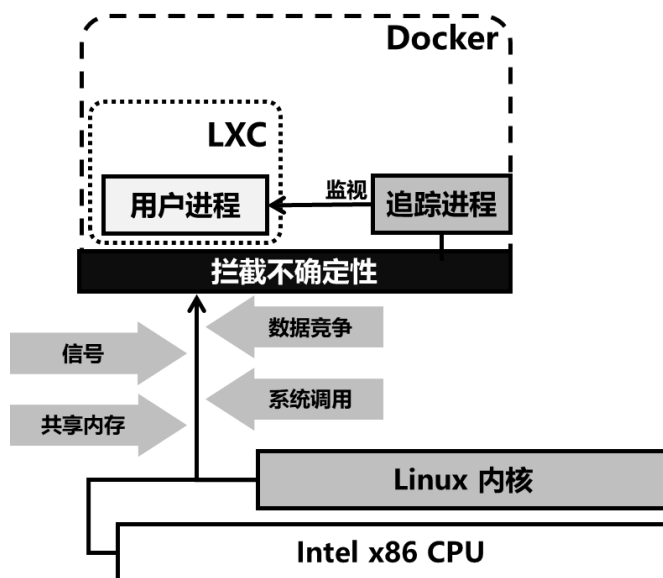 Docker
LXC
监视
用户进程
追踪进程
拦截不确定性
数据竞争
信号
系统调用
共享内存
Linux 内核
Intel x86 CPU